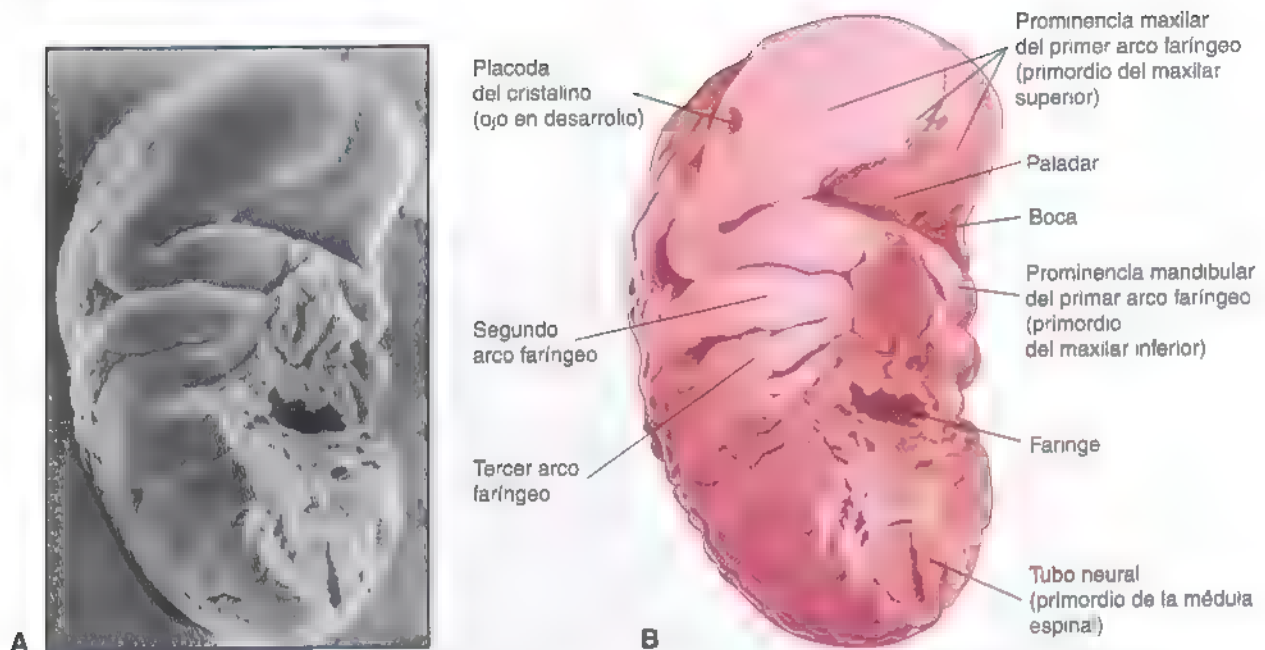 Placoda
del cristalino
(ojo en desarrollo)
Segundo
arco faríngeo
Tercer arco
faríngeo
Prominencia maxilar
del primer arco faríngeo
(primordio del maxilar
superior)
Paladar
Boca
Prominencia mandibular
del primar arco faríngeo
(primordio
del maxilar inferior)
Faringe
Tubo neural
(primordio de la médula
espinal)
A
B